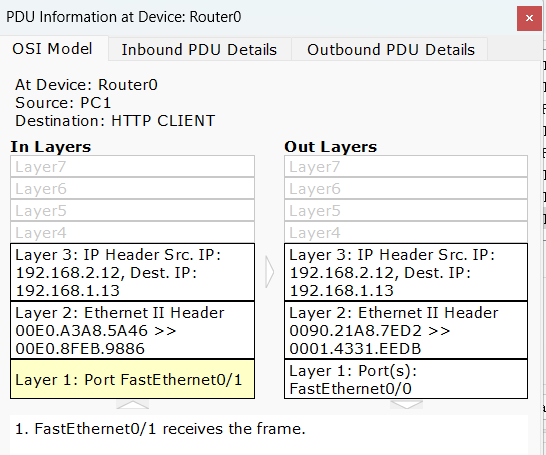 PDU Information at Device: Router0
×
OSI Model
Inbound PDU Details
Outbound PDU Details
At Device: Router0
Source: PC1
Destination: HTTP CLIENT
In Layers
Layer7
Layer6
Layer5
Layer4
Layer 3: IP Header Src. IP:
192.168.2.12, Dest. IP:
192.168.1.13
Layer 2: Ethernet II Header
00E0.A3A8.5A46 >>
00E0.8FEB.9886
Layer 1: Port FastEthernet0/1
Out Layers
Layer7
Layer6
Layer5
Layer4
Layer 3: IP Header Src. IP:
192.168.2.12, Dest. IP:
192.168.1.13
Layer 2: Ethernet II Header
0090.21A8.7ED2 >>
0001.4331.EEDB
Layer 1: Port(s):
FastEthernet0/0
1. FastEthernet0/1 receives the frame.